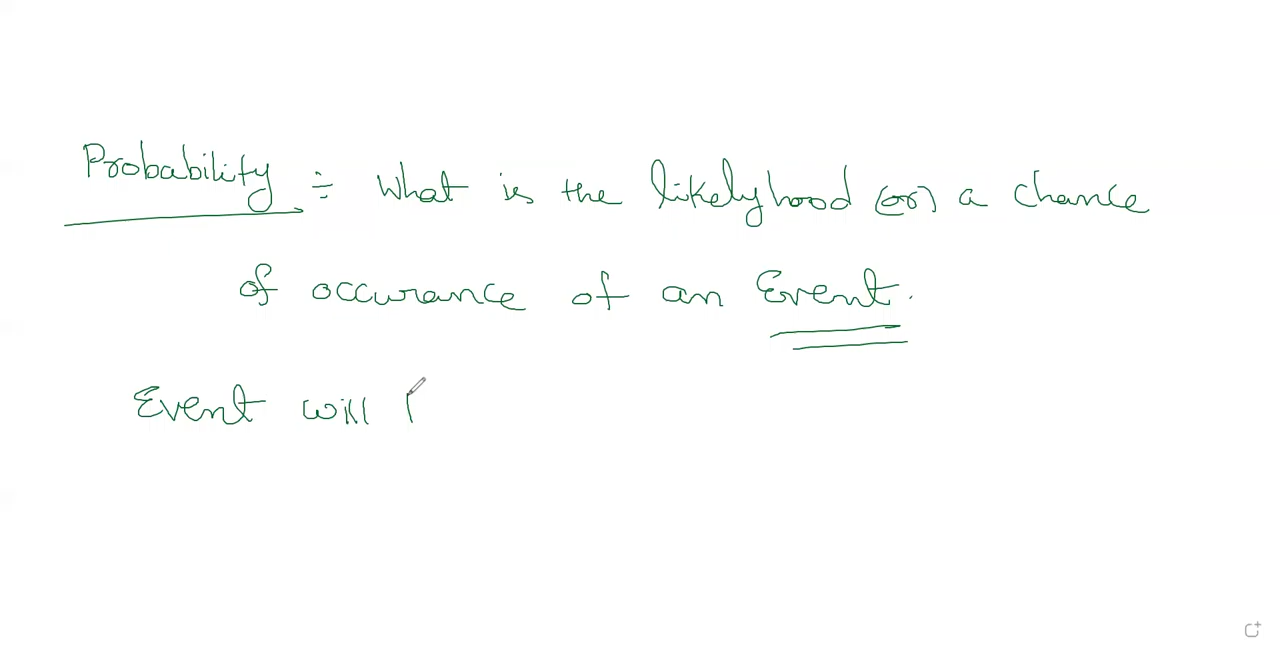 Probability :- What is the likelyhood (or) a chance
of occurance of an Event.
Event will